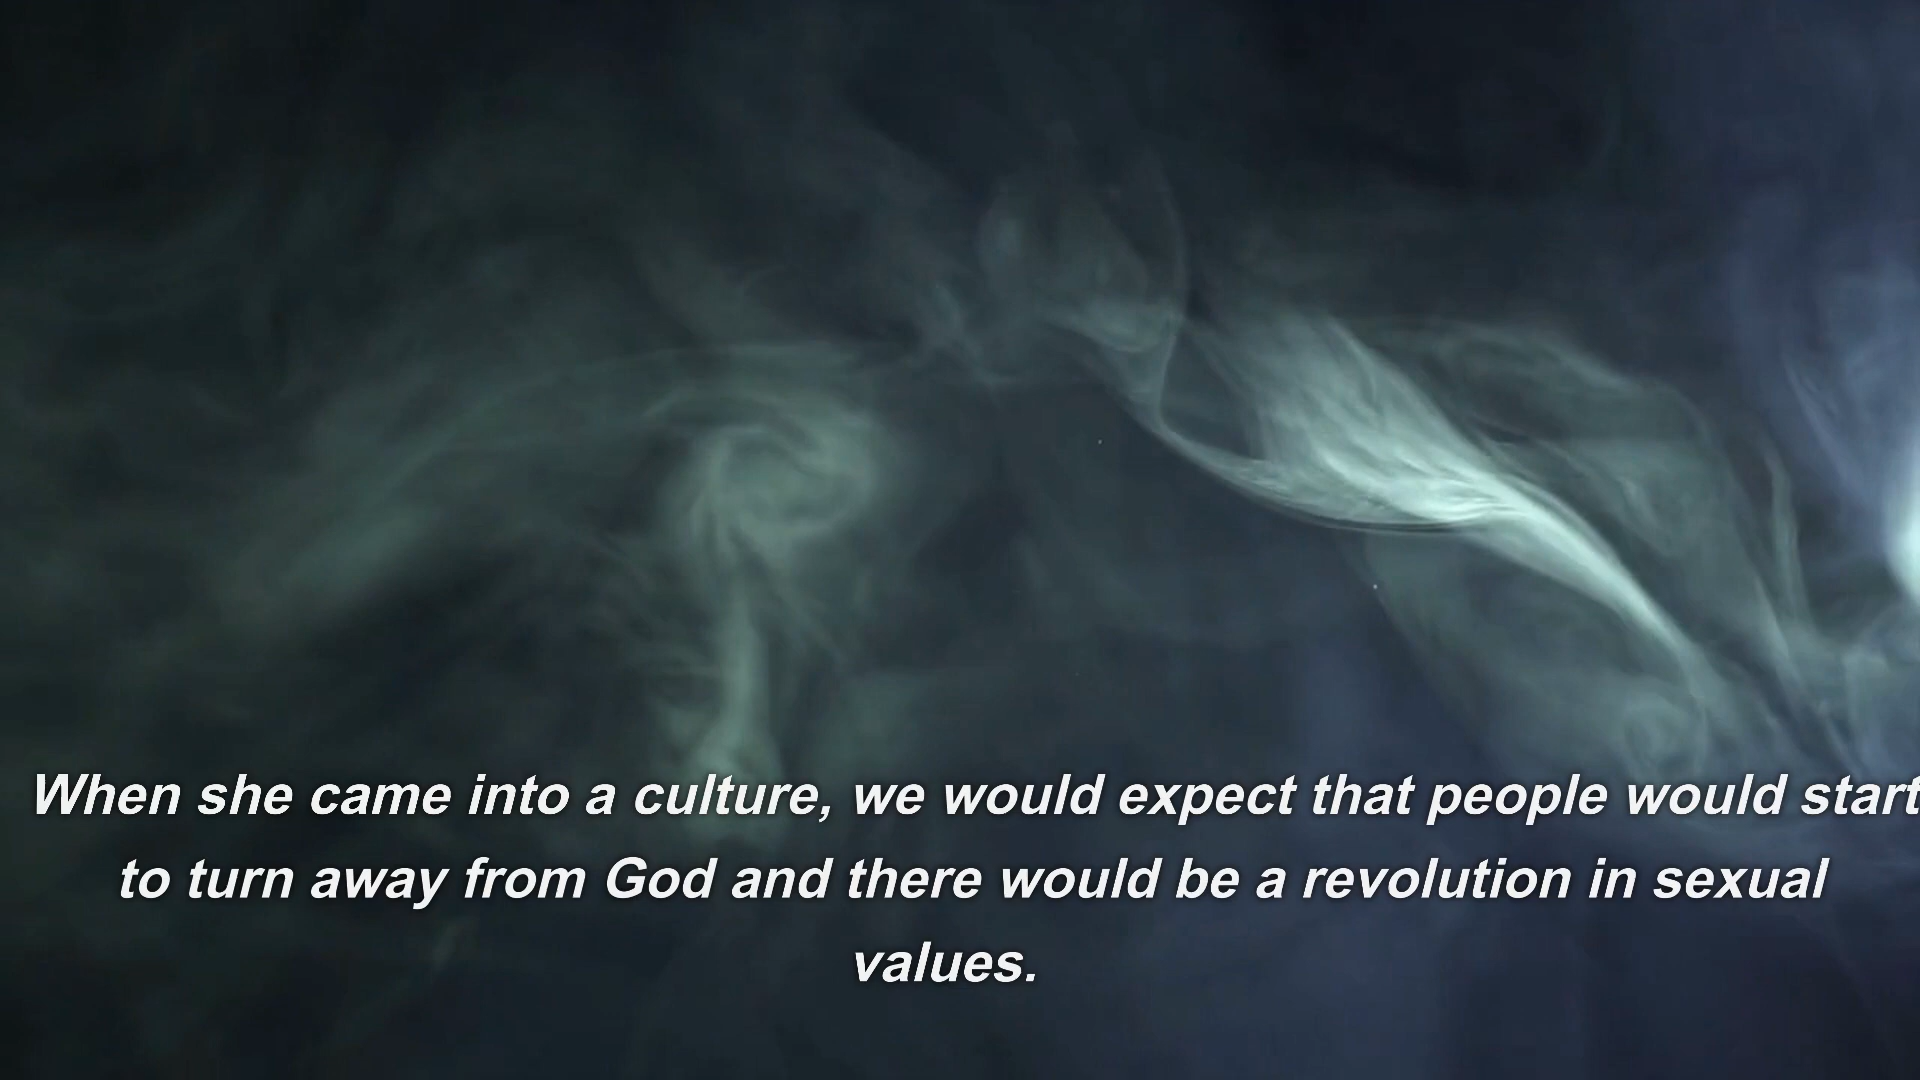 When she came into a culture, we would expect that people would start
to turn away from God and there would be a revolution in sexual
values.